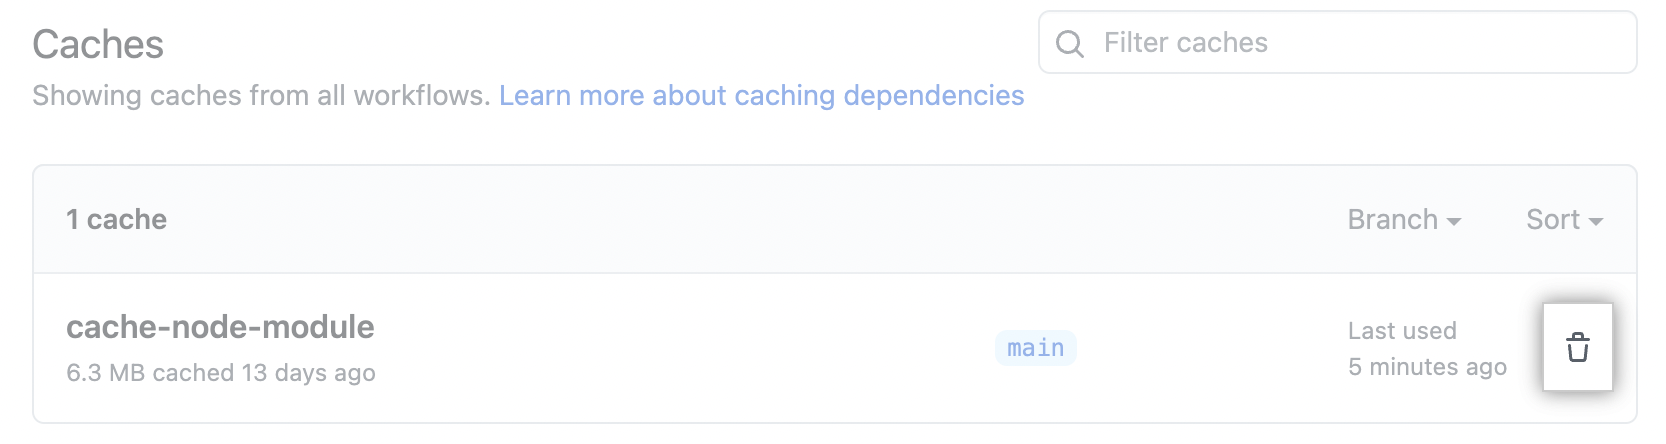 Caches
Filter caches
Showing caches from all workflows. Learn more about caching dependencies
1 cache
Branch
Sort
cache-node-module
6.3 MB cached 13 days ago
main
Last used
5 minutes ago